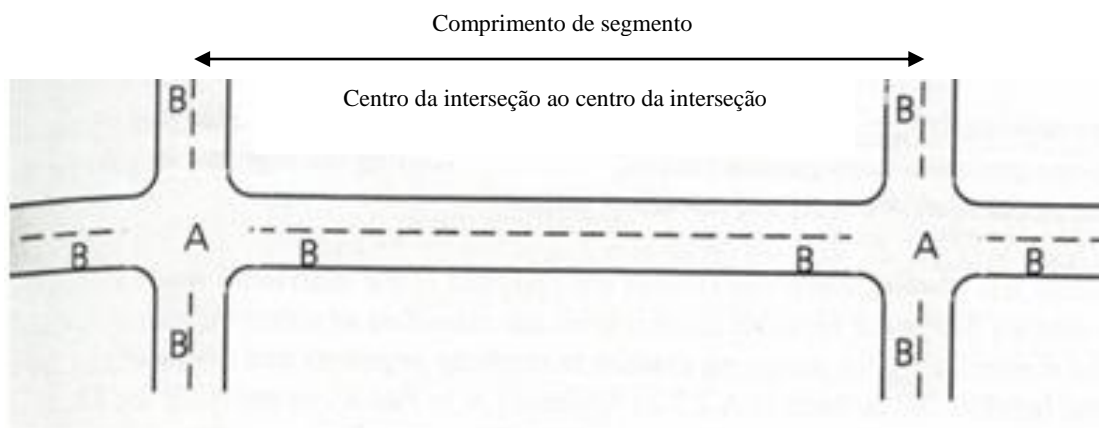 Comprimento de segmento
Centro da interseção ao centro da interseção
B B
A A
B B B B
B B